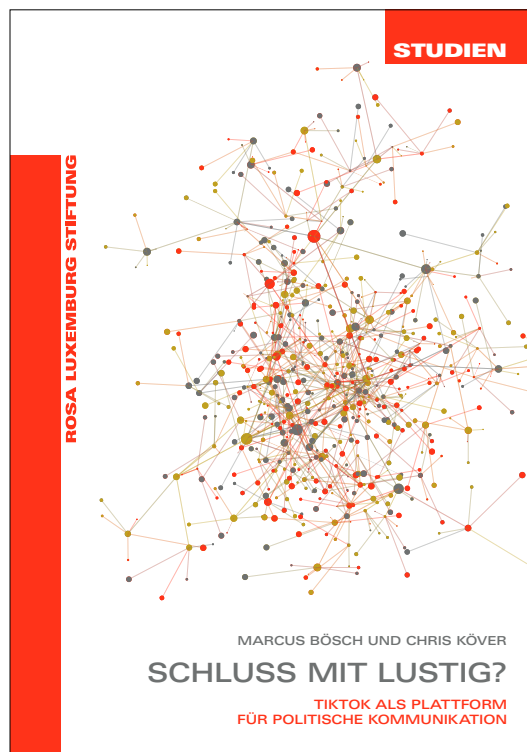 STUDIEN
ROSA LUXEMBURG STIFTUNG
MARCUS BÖSCH UND CHRIS KÖVER
SCHLUSS MIT LUSTIG?
TIKTOK ALS PLATTFORM
FÜR POLITISCHE KOMMUNIKATION